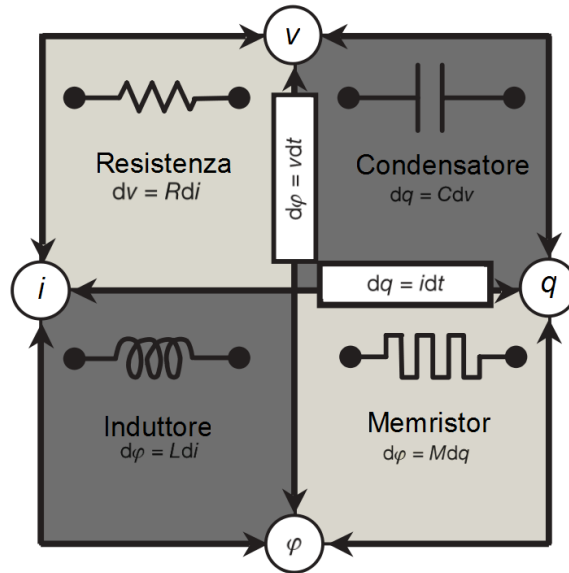 v
Resistenza
dv = Rdi
Condensatore
dq = Cdv
dφ = vdt
i
dq = idt
q
Induttore
dφ = Ldi
Memristor
dφ = Mdq
φ